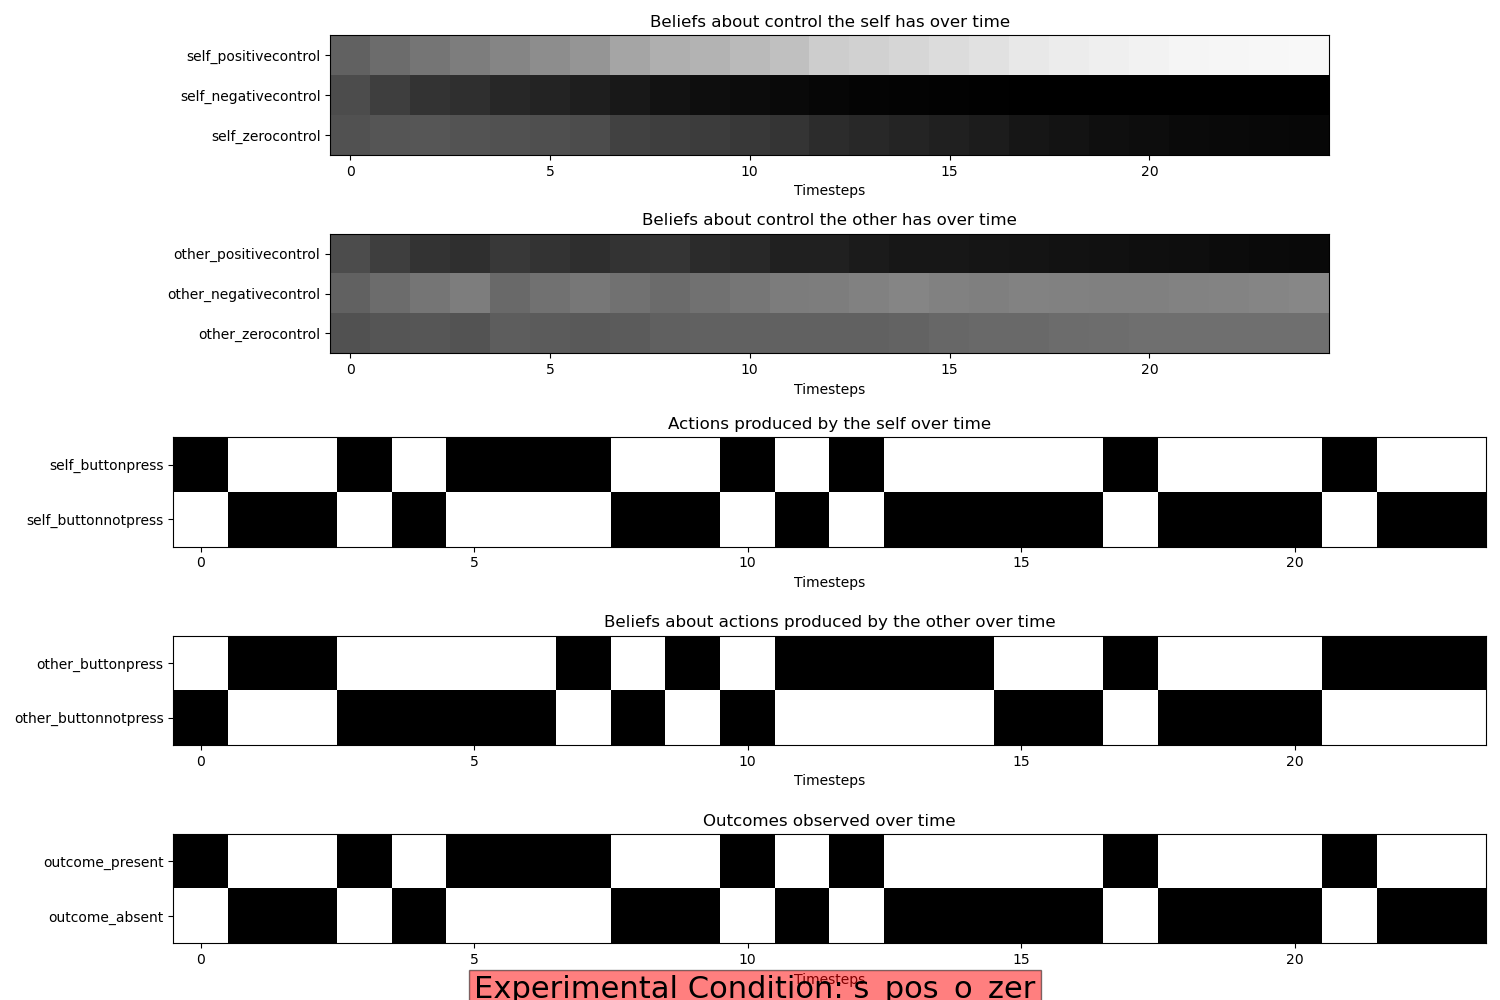 Beliefs about control the self has over time
self_positivecontrol
self_negativecontrol
self_zerocontrol
0 5 10 15 20
Timesteps
Beliefs about control the other has over time
other_positivecontrol
other_negativecontrol
other_zerocontrol
0 5 10 15 20
Timesteps
Actions produced by the self over time
self_buttonpress
self_buttonnotpress
0 5 10 15 20
Timesteps
Beliefs about actions produced by the other over time
other_buttonpress
other_buttonnotpress
0 5 10 15 20
Timesteps
Outcomes observed over time
outcome_present
outcome_absent
0 5 10 15 20
Timesteps
Experimental Condition: s_pos_o_zer